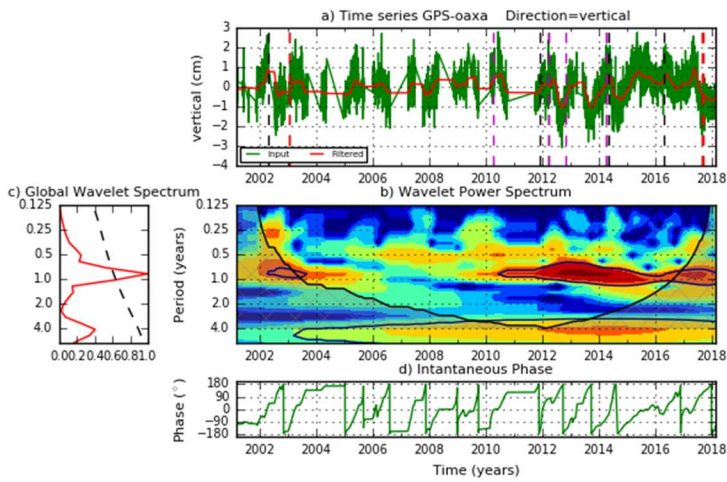 a) Time series GPS-oaxa Direction=vertical
3
2
1
0
−1
−2
−3
−4
vertical (cm)
Input Filtered
2002 2004 2006 2008 2010 2012 2014 2016 2018
c) Global Wavelet Spectrum
b) Wavelet Power Spectrum
0.125
0.25
0.5
1.0
2.0
4.0
0.00.20.40.60.81.0
Period (years)
0.125
0.25
0.5
1.0
2.0
4.0
2002 2004 2006 2008 2010 2012 2014 2016 2018
d) Intantaneous Phase
Phase (°)
180
90
0
−90
−180
2002 2004 2006 2008 2010 2012 2014 2016 2018
Time (years)